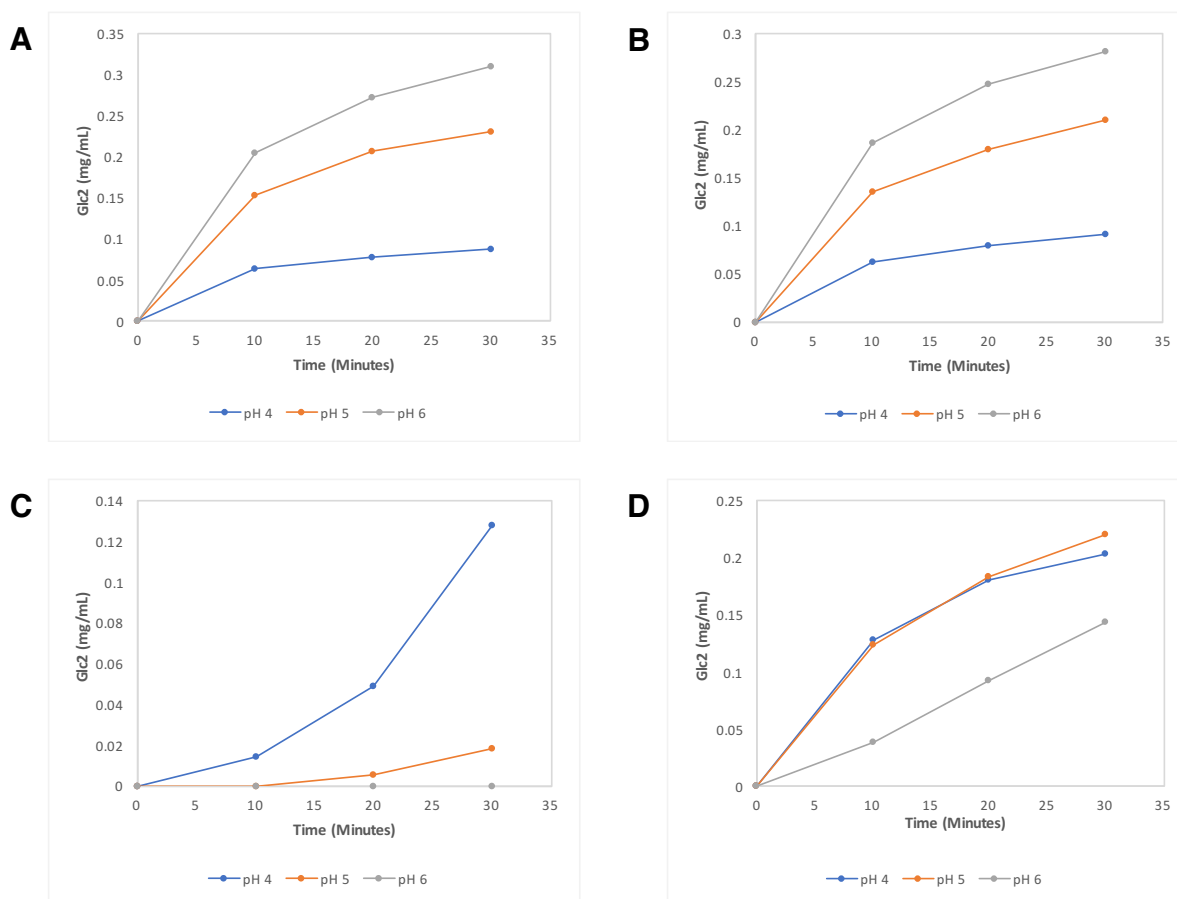 A
Glc2 (mg/mL)
0.35
0.3
0.25
0.2
0.15
0.1
0.05
0
0 5 10 15 20 25 30 35
Time (Minutes)
pH 4 pH 5 pH 6
B
Glc2 (mg/mL)
0.3
0.25
0.2
0.15
0.1
0.05
0
0 5 10 15 20 25 30 35
Time (Minutes)
pH 4 pH 5 pH 6
C
Glc2 (mg/mL)
0.14
0.12
0.1
0.08
0.06
0.04
0.02
0
0 5 10 15 20 25 30 35
Time (Minutes)
pH 4 pH 5 pH 6
D
Glc2 (mg/mL)
0.25
0.2
0.15
0.1
0.05
0
0 5 10 15 20 25 30 35
Time (Minutes)
pH 4 pH 5 pH 6